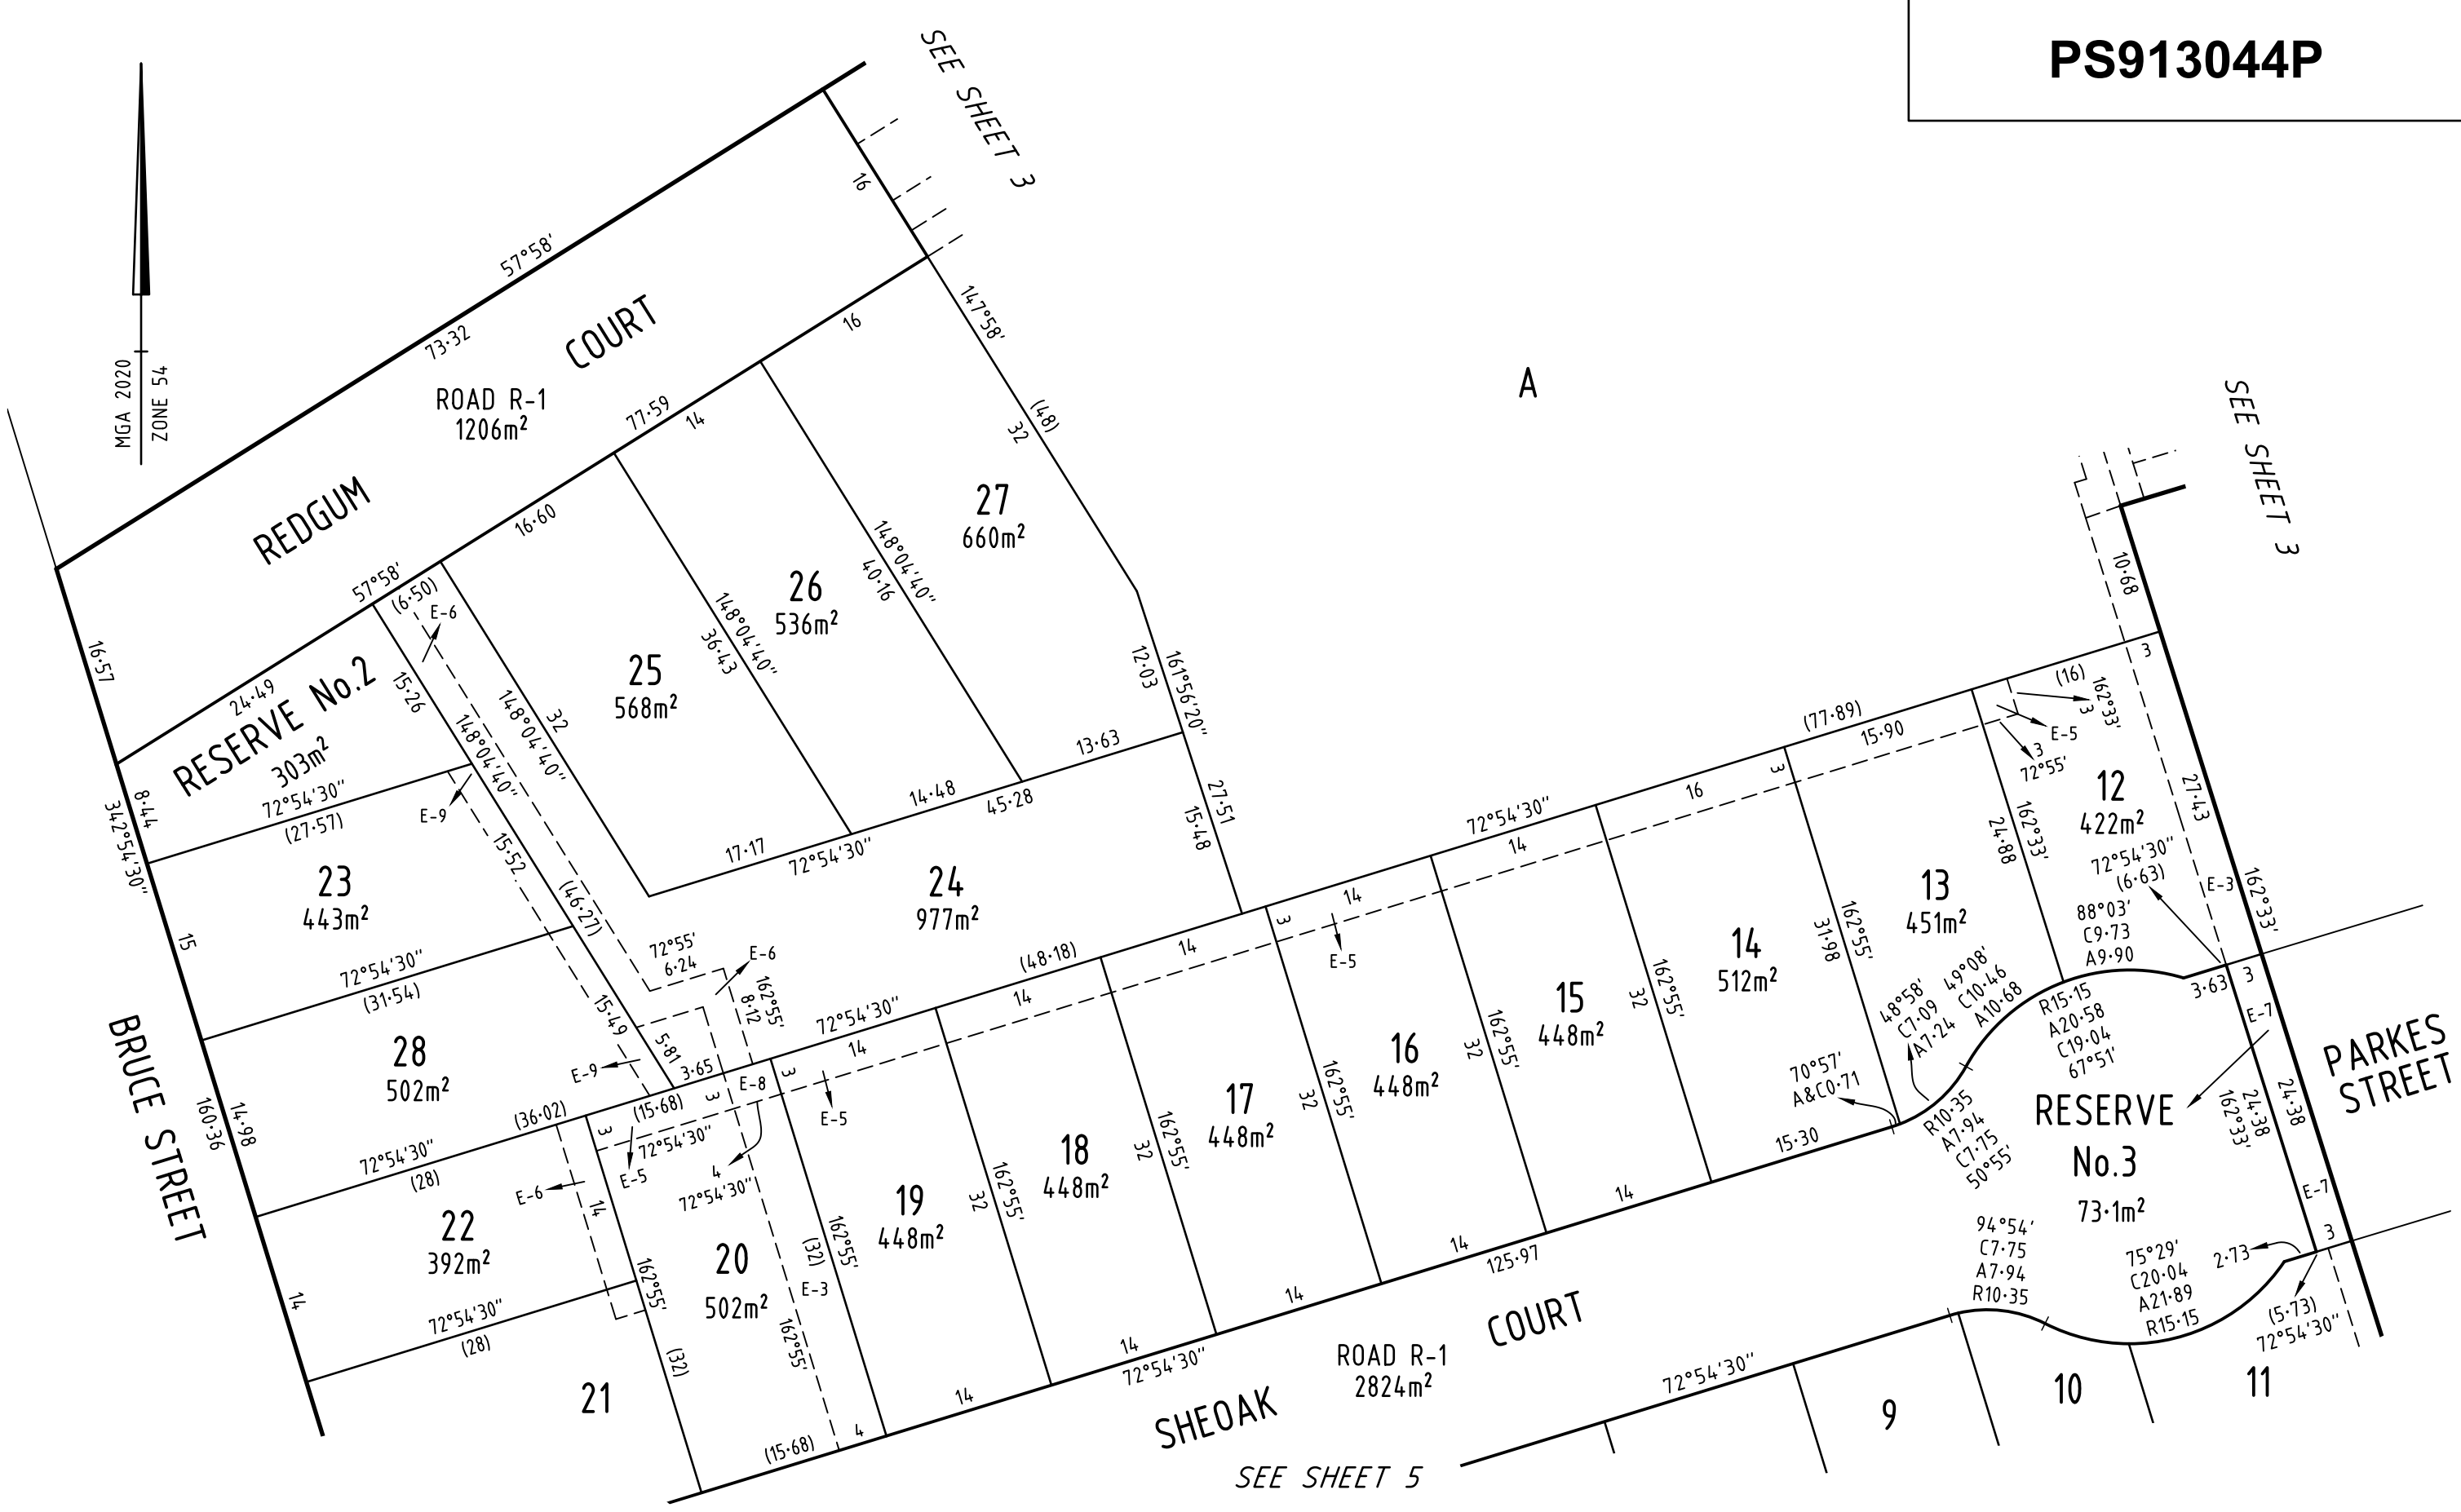 PS913044P
SEE SHEET 3
MGA 2020
ZONE 54
57°58'
73·32
REDGUM COURT
ROAD R-1
1206m²
16
16·57
77·59
57°58'
(6·50)
16·60
14
16
147°58'
(48)
32
A
SEE SHEET 3
24·49
RESERVE No.2
303m²
E-6
15·26
148°04'40"
8·44
342°54'30"
72°54'30"
(27·57)
E-9
25
568m²
148°04'40"
32
148°04'40"
36·43
26
536m²
148°04'40"
40·16
27
660m²
12·03
161°56'20"
13·63
14·48
45·28
17·17
72°54'30"
27·51
15·48
24
977m²
23
443m²
15
15·52
(46·27)
72°54'30"
(31·54)
28
502m²
15·49
5·81
E-9
72°55'
6·24
E-6
162°55'
8·12
3·65
E-8
72°54'30"
(48·18)
BRUCE STREET
160·36
14·98
(36·02)
72°54'30"
(28)
22
392m²
14
72°54'30"
(28)
E-6
14
3
E-5
(15·68)
3
72°54'30"
4
72°54'30"
162°55'
(32)
21
20
502m²
E-3
162°55'
(15·68)
4
3
14
E-5
(32)
162°55'
19
448m²
14
14
32
162°55'
18
448m²
14
14
32
162°55'
17
448m²
14
3
14
E-5
32
162°55'
16
448m²
14
72°54'30"
14
32
162°55'
15
448m²
14
16
32
162°55'
14
512m²
15·30
3
(77·89)
15·90
31·98
162°55'
13
451m²
24·88
162°33'
(16)
3
162°33'
E-5
3
72°55'
12
422m²
10·68
3
27·43
162°33'
E-3
72°54'30"
(6·63)
88°03'
C9·73
A9·90
49°08'
C10·46
A10·68
48°58'
C7·09
A7·24
70°57'
A&C0·71
R10·35
A7·94
C7·75
50°55'
R15·15
A20·58
C19·04
67°51'
3·63
3
E-7
RESERVE
No.3
73·1m²
24·38
162°33'
24·38
E-7
3
PARKES
STREET
94°54'
C7·75
A7·94
R10·35
75°29'
C20·04
A21·89
R15·15
2·73
(5·73)
72°54'30"
125·97
72°54'30"
SHEOAK COURT
ROAD R-1
2824m²
72°54'30"
9
10
11
SEE SHEET 5